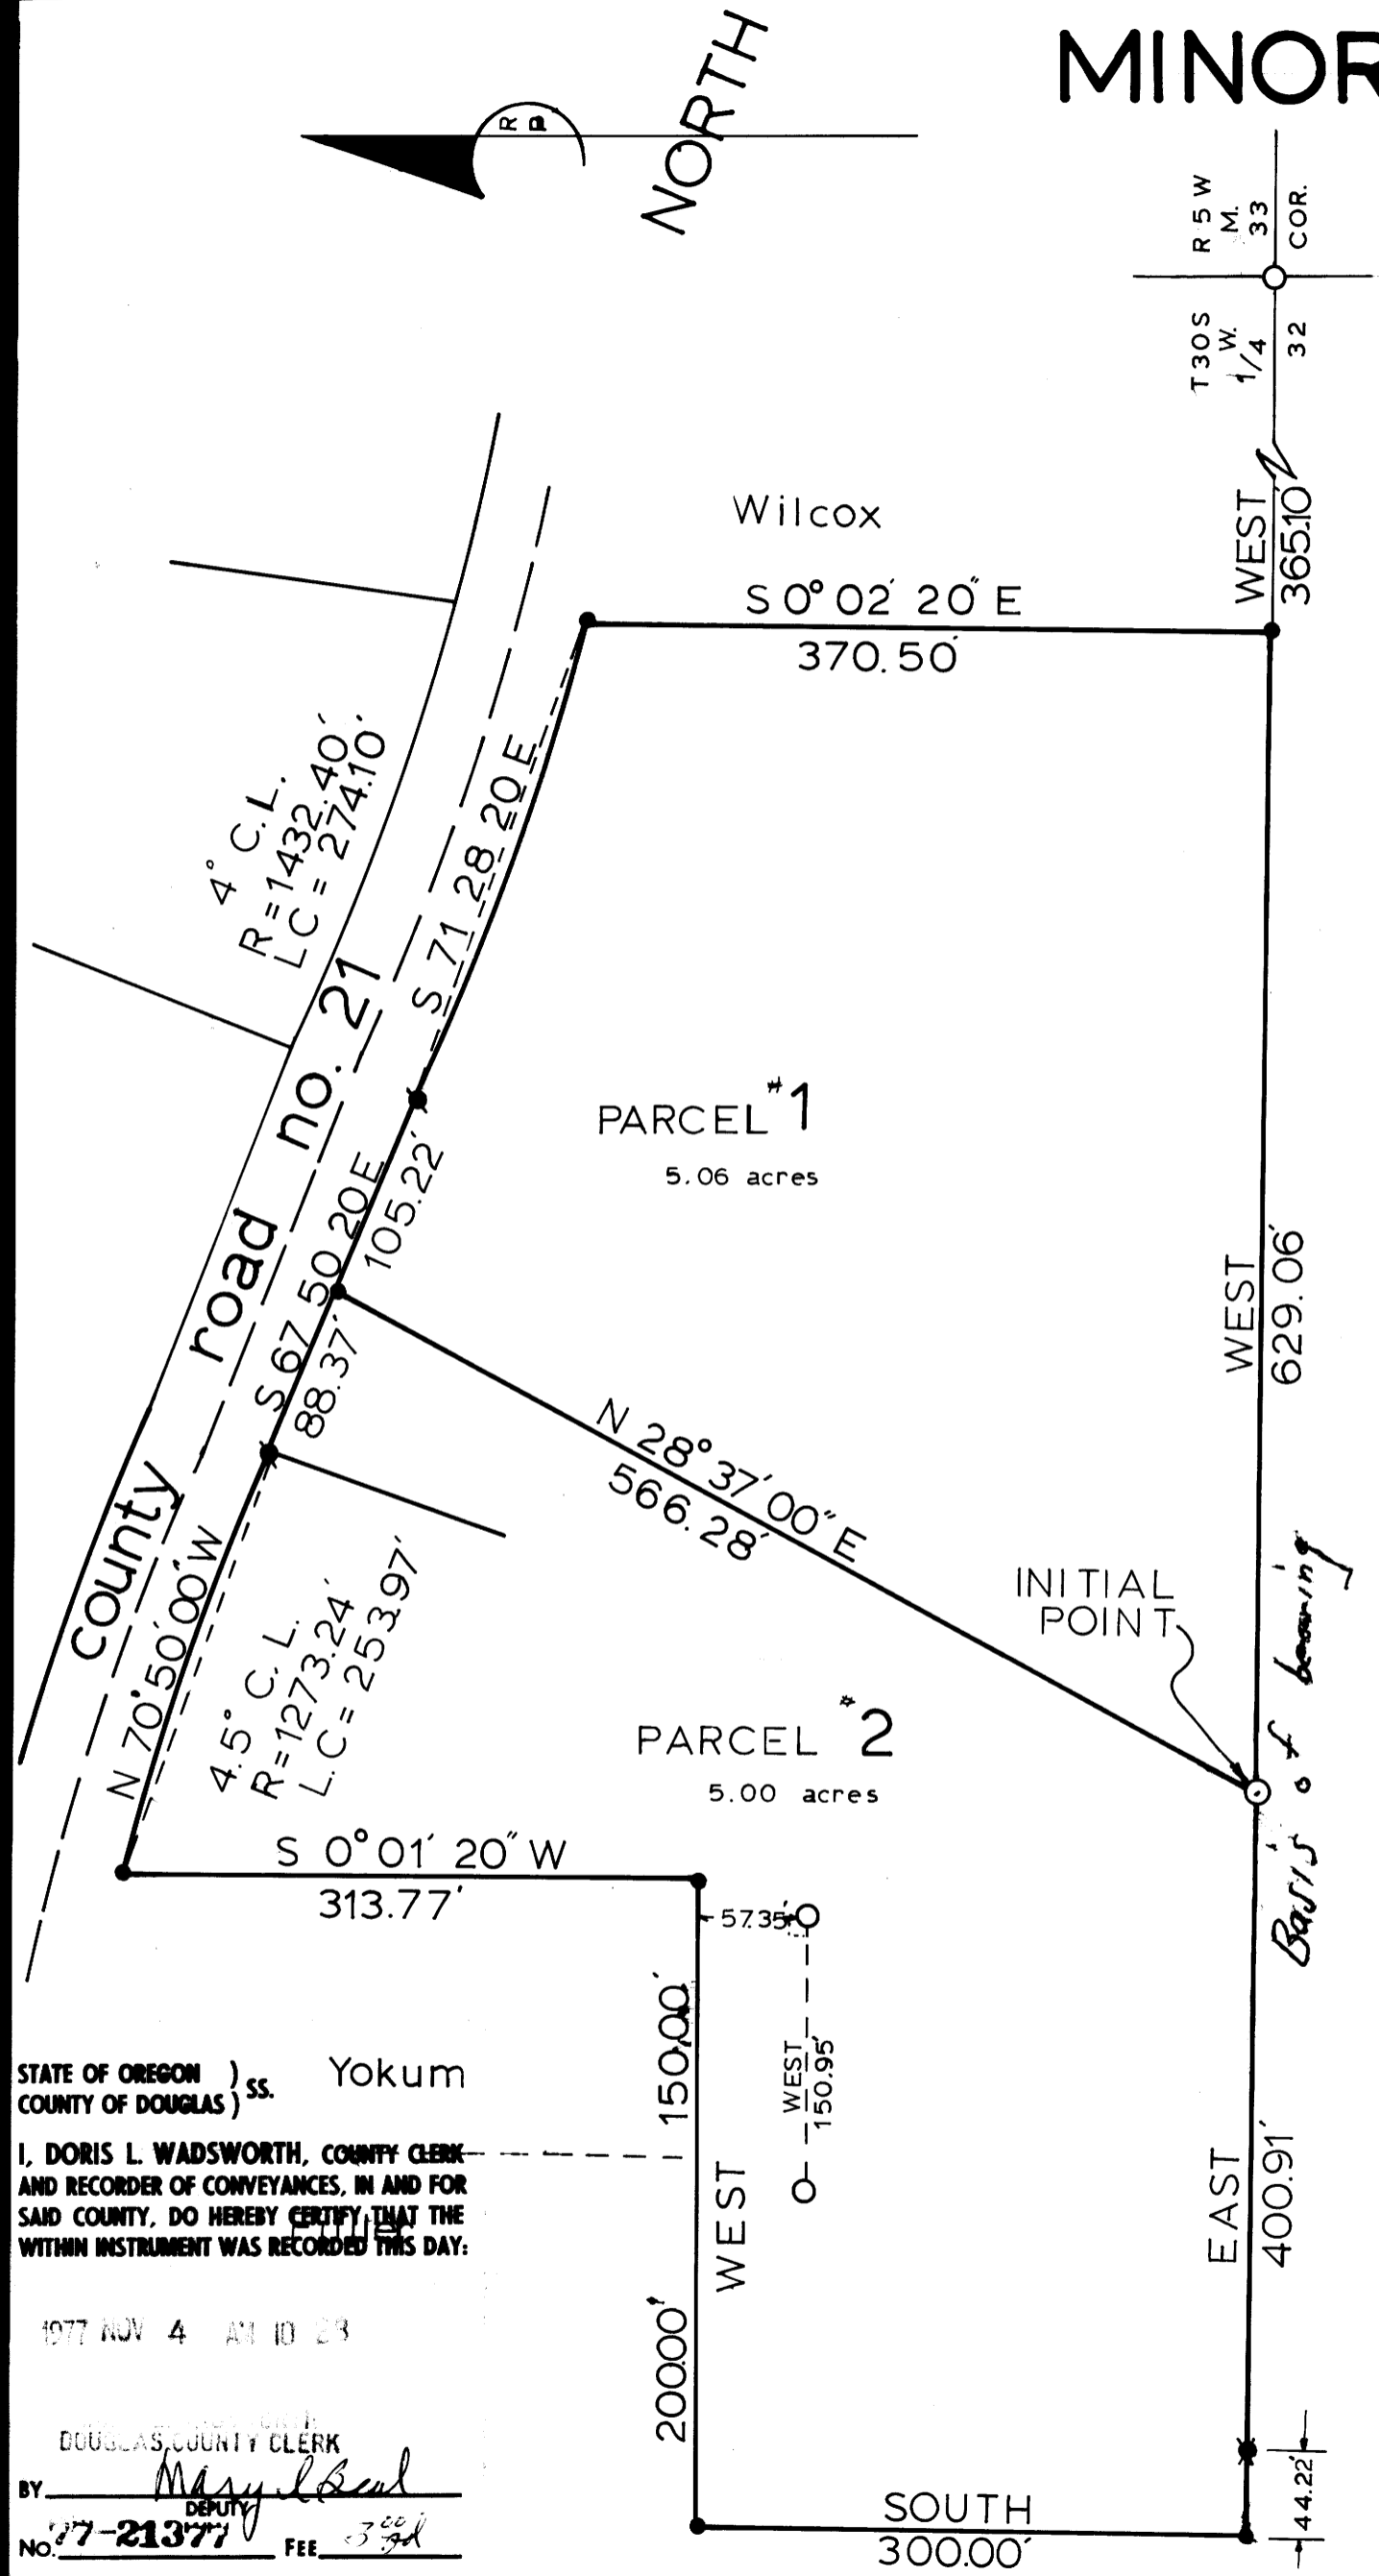 MINOR
NORTH
R 5 W
M.
33
COR.
T30S
W.
1/4
32
WEST
365.10'
Wilcox
S 0° 02' 20" E
370.50'
4° C.L.
R=1432.40'
LC = 274.10'
S 71 28 20 E
county road no. 21
S 67 50 20E
105.22'
88.37'
PARCEL #1
5.06 acres
WEST
629.06'
N 28° 37' 00" E
566.28'
INITIAL
POINT
Basis of bearing
N 70° 50' 00" W
4.5° C. L.
R=1273.24'
L.C = 253.97'
PARCEL #2
5.00 acres
S 0° 01' 20" W
313.77'
57.35'
WEST
150.95'
150.00'
WEST
200.00'
EAST
400.91'
44.22'
SOUTH
300.00'
Yokum
Fuller
STATE OF OREGON )
COUNTY OF DOUGLAS ) SS.
I, DORIS L. WADSWORTH, COUNTY CLERK
AND RECORDER OF CONVEYANCES, IN AND FOR
SAID COUNTY, DO HEREBY CERTIFY THAT THE
WITHIN INSTRUMENT WAS RECORDED THIS DAY:
1977 NOV 4 AM 10 28
DOUGLAS COUNTY CLERK
BY
DEPUTY
NO. 77-21377 FEE